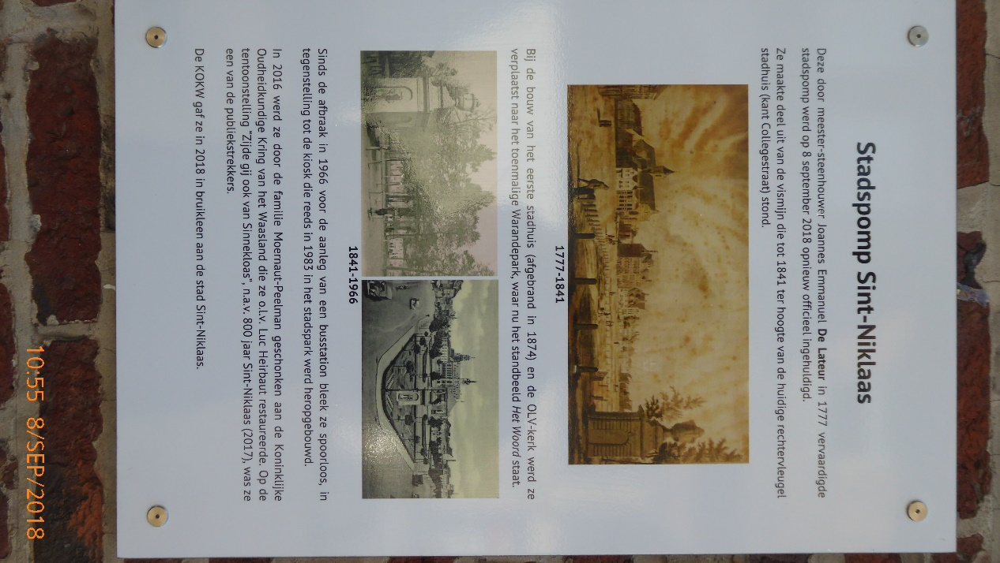 Stadspomp Sint-Niklaas
Deze door meester-steenhouwer Joannes Emmanuel De Lateur in 1777 vervaardigde
stadspomp werd op 8 september 2018 opnieuw officieel ingehuldigd.
Ze maakte deel uit van de vismijn die tot 1841 ter hoogte van de huidige rechtervleugel
stadhuis (kant Collegestraat) stond.
1777-1841
Bij de bouw van het eerste stadhuis (afgebrand in 1874) en de OLV-kerk werd ze
verplaatst naar het toenmalige Warandepark, waar nu het standbeeld Het Woord staat.
1841-1966
Sinds de afbraak in 1966 voor de aanleg van een busstation bleek ze spoorloos, in
tegenstelling tot de kiosk die reeds in 1983 in het stadspark werd heropgebouwd.
In 2016 werd ze door de familie Moernaut-Peelman geschonken aan de Koninklijke
Oudheidkundige Kring van het Waasland die ze o.l.v. Luc Heirbaut restaureerde. Op de
tentoonstelling "Zijde gij ook van Sinnekloas", n.a.v. 800 jaar Sint-Niklaas (2017), was ze
een van de publiekstrekkers.
De KOKW gaf ze in 2018 in bruikleen aan de stad Sint-Niklaas.
10:55 8/SEP/2018